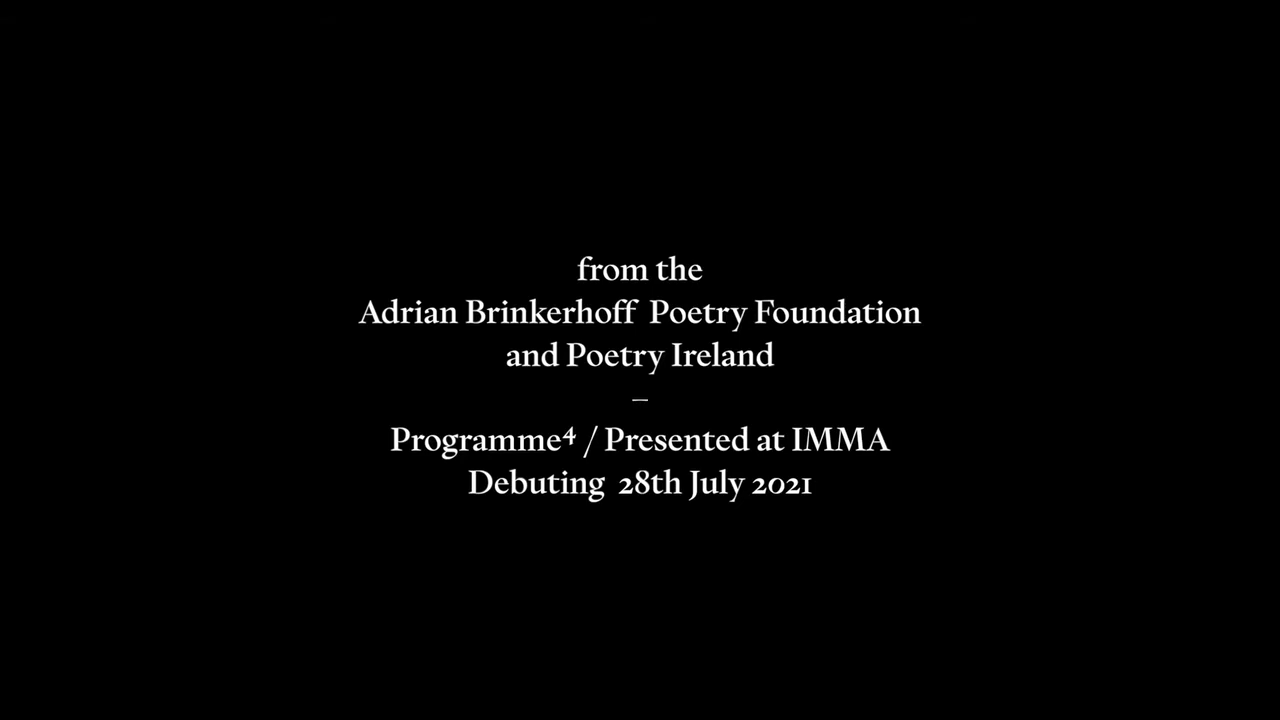 from the
Adrian Brinkerhoff Poetry Foundation
and Poetry Ireland
–
Programme⁴ / Presented at IMMA
Debuting 28th July 2021